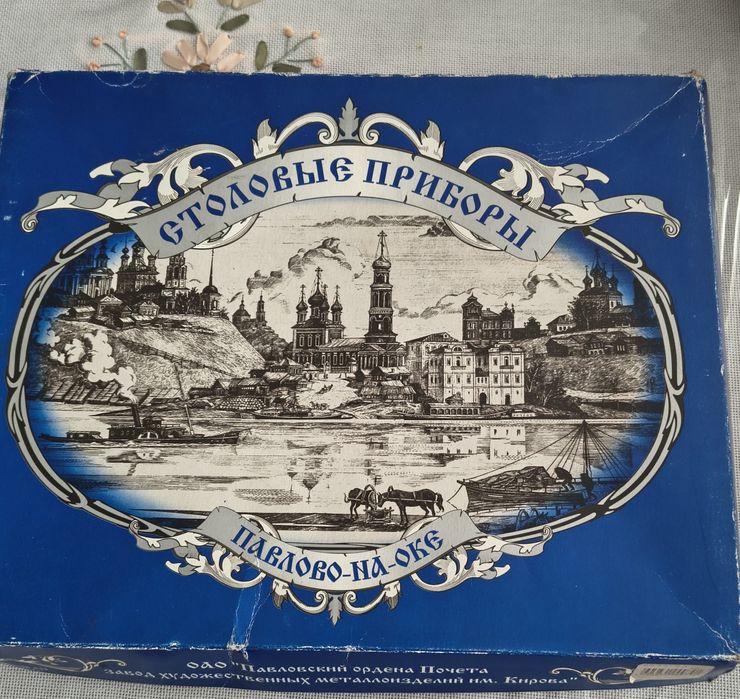 СТОЛОВЫЕ ПРИБОРЫ
ПАВЛОВО-НА-ОКЕ
ОАО "Павловский ордена Почета
завод художественных металлоизделий им. Кирова"